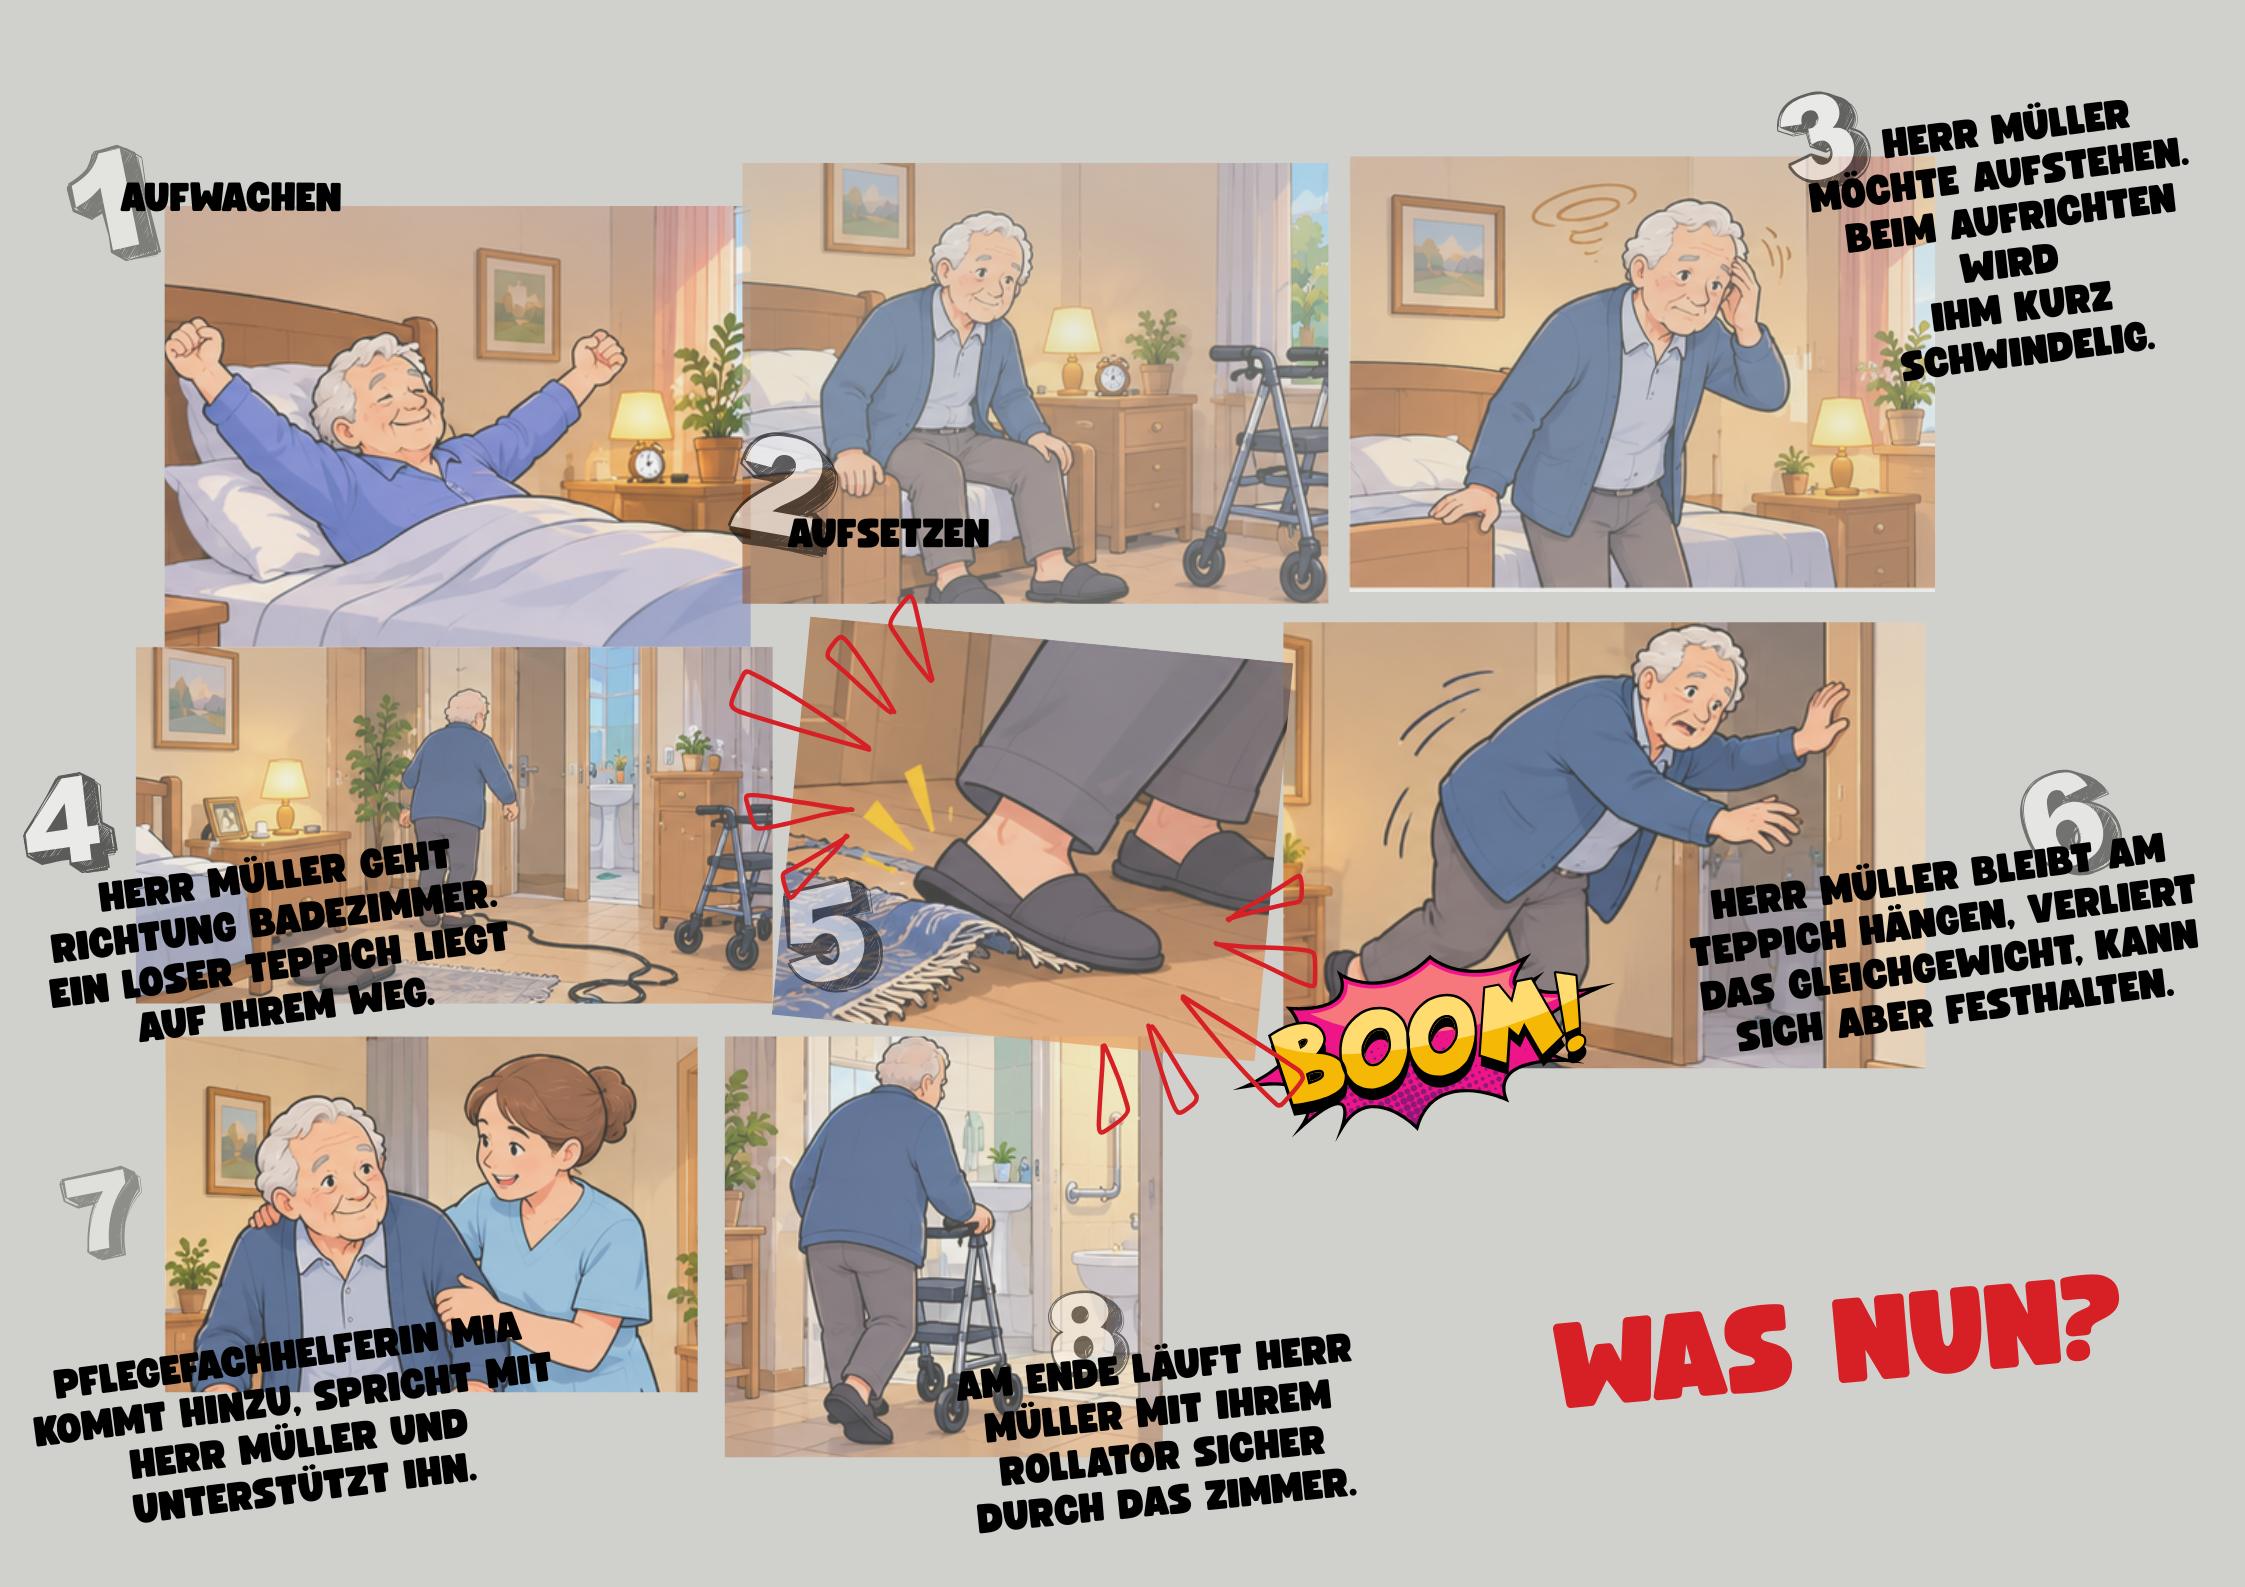 1
AUFWACHEN
2
AUFSETZEN
3
HERR MÜLLER
MÖCHTE AUFSTEHEN.
BEIM AUFRICHTEN
WIRD
IHM KURZ
SCHWINDELIG.
4
HERR MÜLLER GEHT
RICHTUNG BADEZIMMER.
EIN LOSER TEPPICH LIEGT
AUF IHREM WEG.
5
BOOM!
6
HERR MÜLLER BLEIBT AM
TEPPICH HÄNGEN, VERLIERT
DAS GLEICHGEWICHT, KANN
SICH ABER FESTHALTEN.
7
PFLEGEFACHHELFERIN MIA
KOMMT HINZU, SPRICHT MIT
HERR MÜLLER UND
UNTERSTÜTZT IHN.
8
AM ENDE LÄUFT HERR
MÜLLER MIT IHREM
ROLLATOR SICHER
DURCH DAS ZIMMER.
WAS NUN?